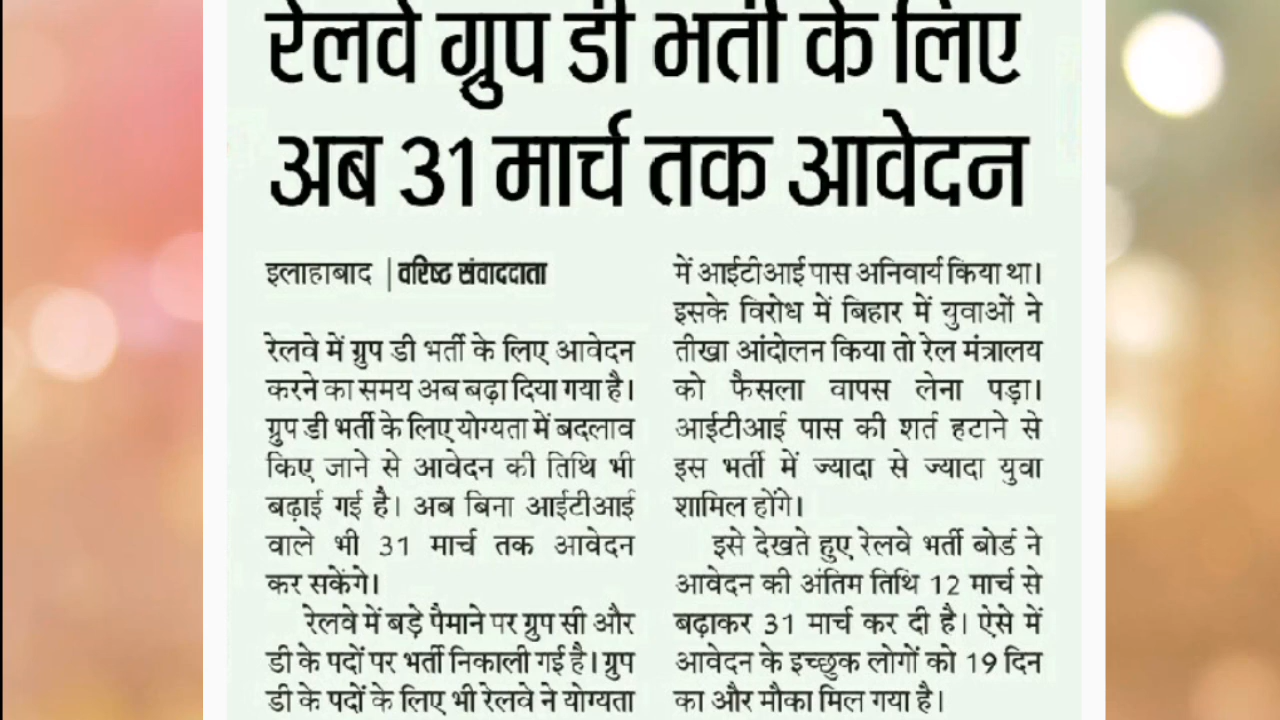 रेलवे ग्रुप डी भर्ती के लिए
अब 31 मार्च तक आवेदन
इलाहाबाद | वरिष्ठ संवाददाता
रेलवे में ग्रुप डी भर्ती के लिए आवेदन
करने का समय अब बढ़ा दिया गया है।
ग्रुप डी भर्ती के लिए योग्यता में बदलाव
किए जाने से आवेदन की तिथि भी
बढ़ाई गई है। अब बिना आईटीआई
वाले भी 31 मार्च तक आवेदन
कर सकेंगे।
रेलवे में बड़े पैमाने पर ग्रुप सी और
डी के पदों पर भर्ती निकाली गई है। ग्रुप
डी के पदों के लिए भी रेलवे ने योग्यता
में आईटीआई पास अनिवार्य किया था।
इसके विरोध में बिहार में युवाओं ने
तीखा आंदोलन किया तो रेल मंत्रालय
को फैसला वापस लेना पड़ा।
आईटीआई पास की शर्त हटाने से
इस भर्ती में ज्यादा से ज्यादा युवा
शामिल होंगे।
इसे देखते हुए रेलवे भर्ती बोर्ड ने
आवेदन की अंतिम तिथि 12 मार्च से
बढ़ाकर 31 मार्च कर दी है। ऐसे में
आवेदन के इच्छुक लोगों को 19 दिन
का और मौका मिल गया है।